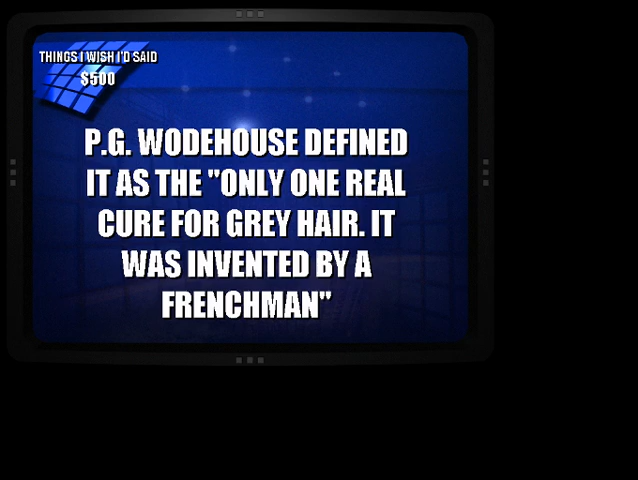 THINGS I WISH I'D SAID
$500
P.G. WODEHOUSE DEFINED
IT AS THE "ONLY ONE REAL
CURE FOR GREY HAIR. IT
WAS INVENTED BY A
FRENCHMAN"